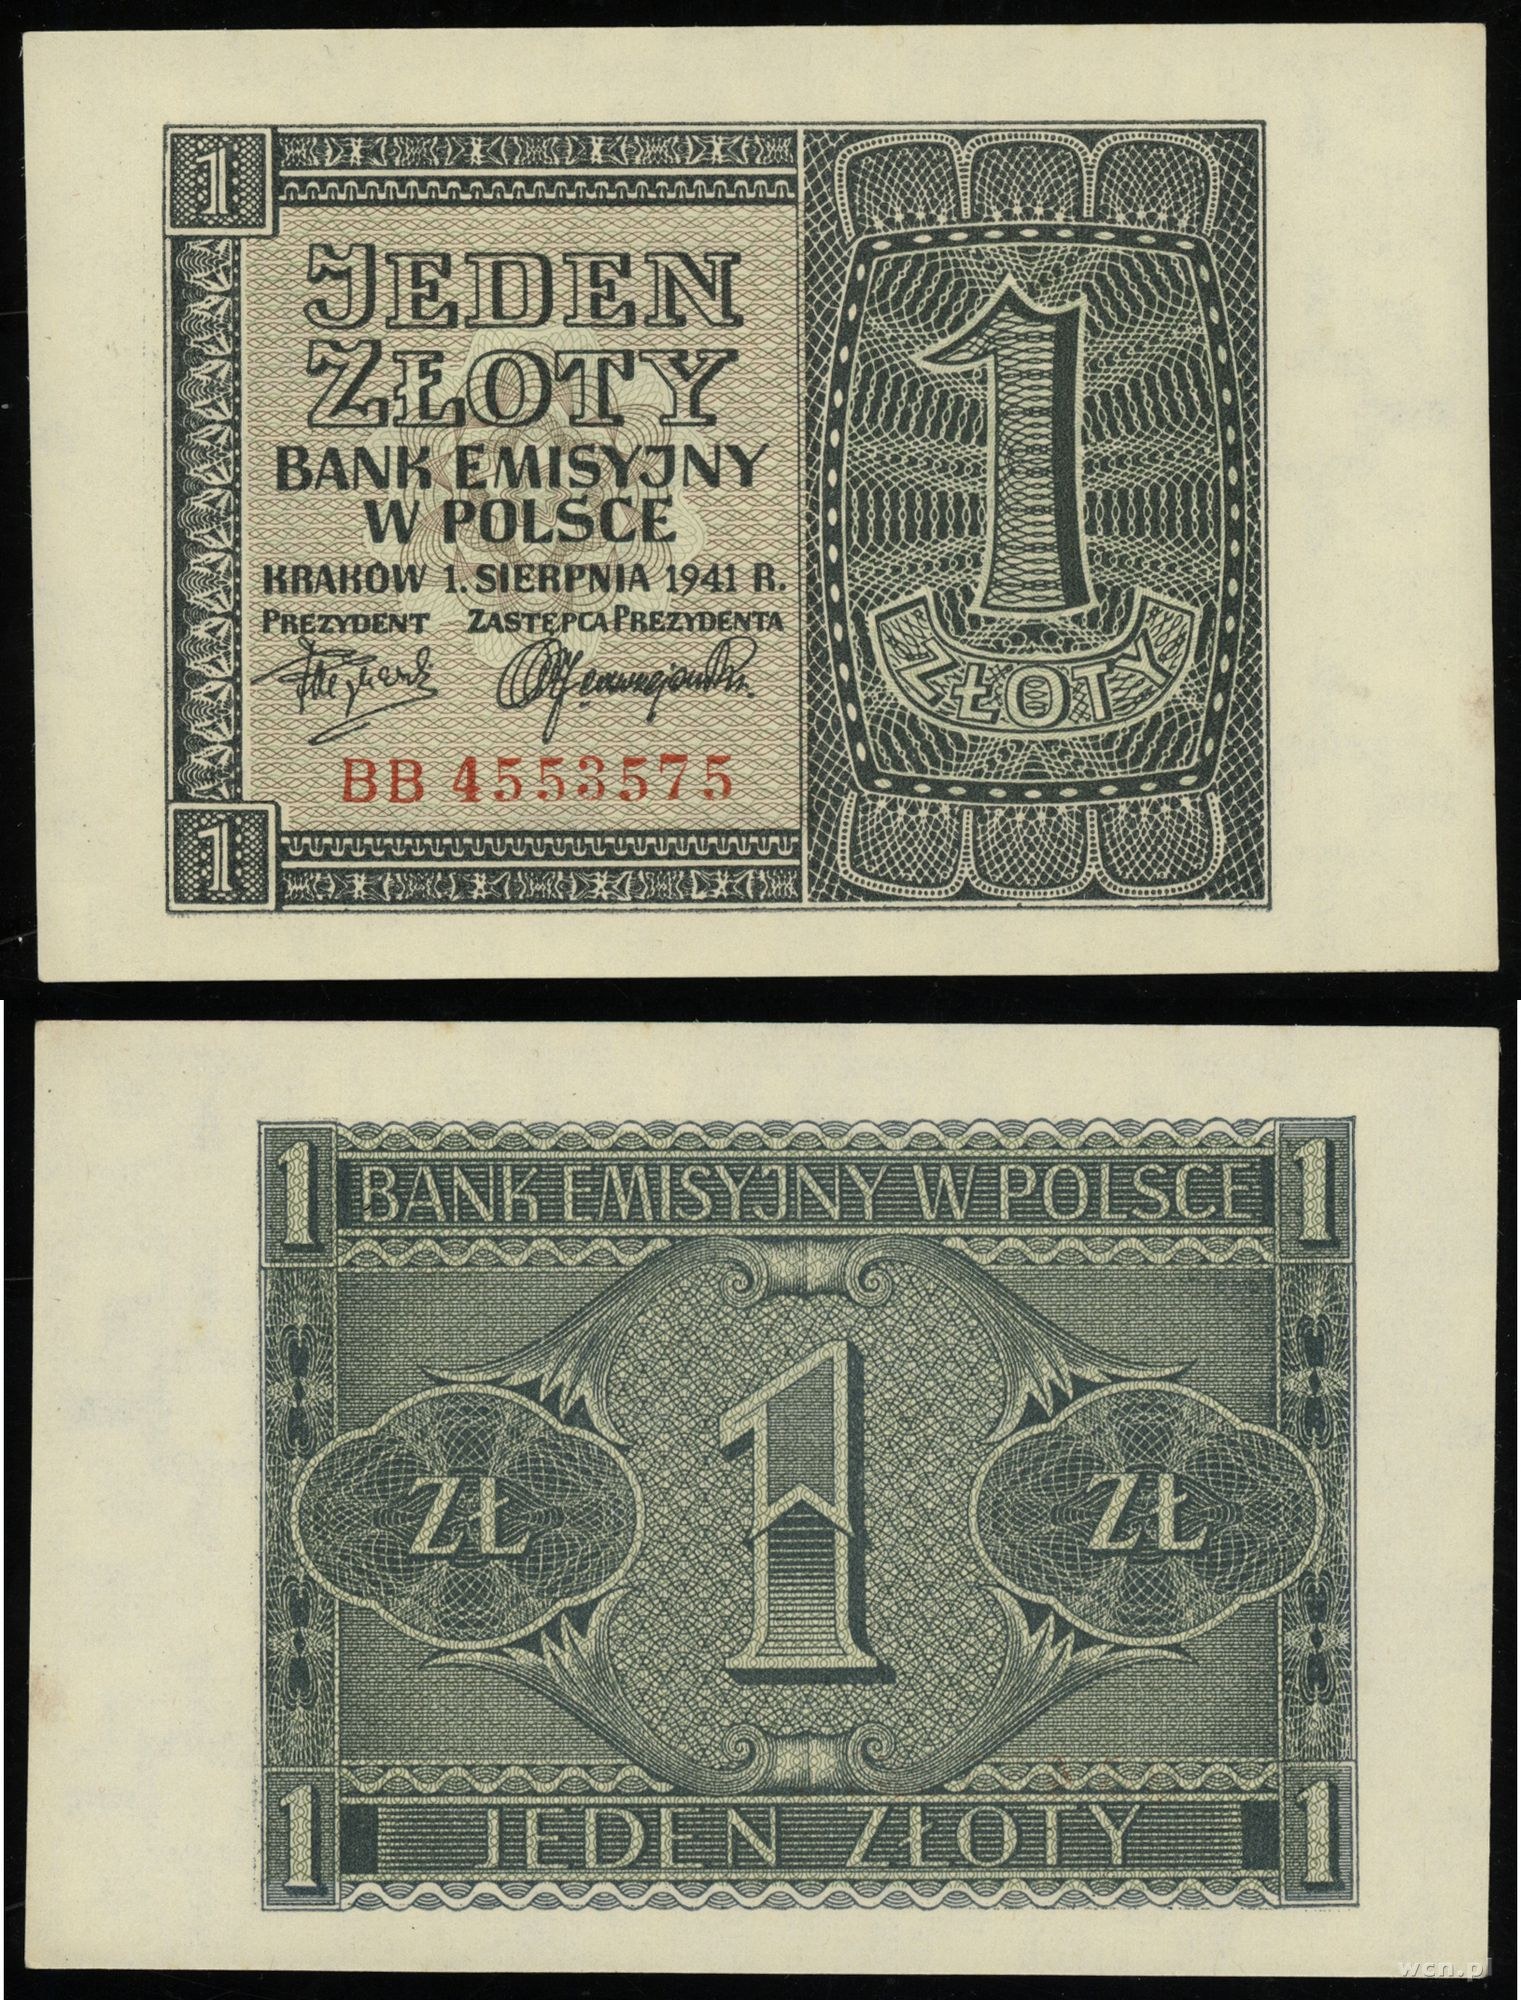 1
JEDEN
ZŁOTY
BANK EMISYJNY
W POLSCE
KRAKÓW 1. SIERPNIA 1941 R.
PREZYDENT ZASTĘPCA PREZYDENTA
BB 4553575
1
1
ZŁOTY
1 BANK EMISYJNY W POLSCE 1
ZŁ 1 ZŁ
1 JEDEN ZŁOTY 1
wcn.pl